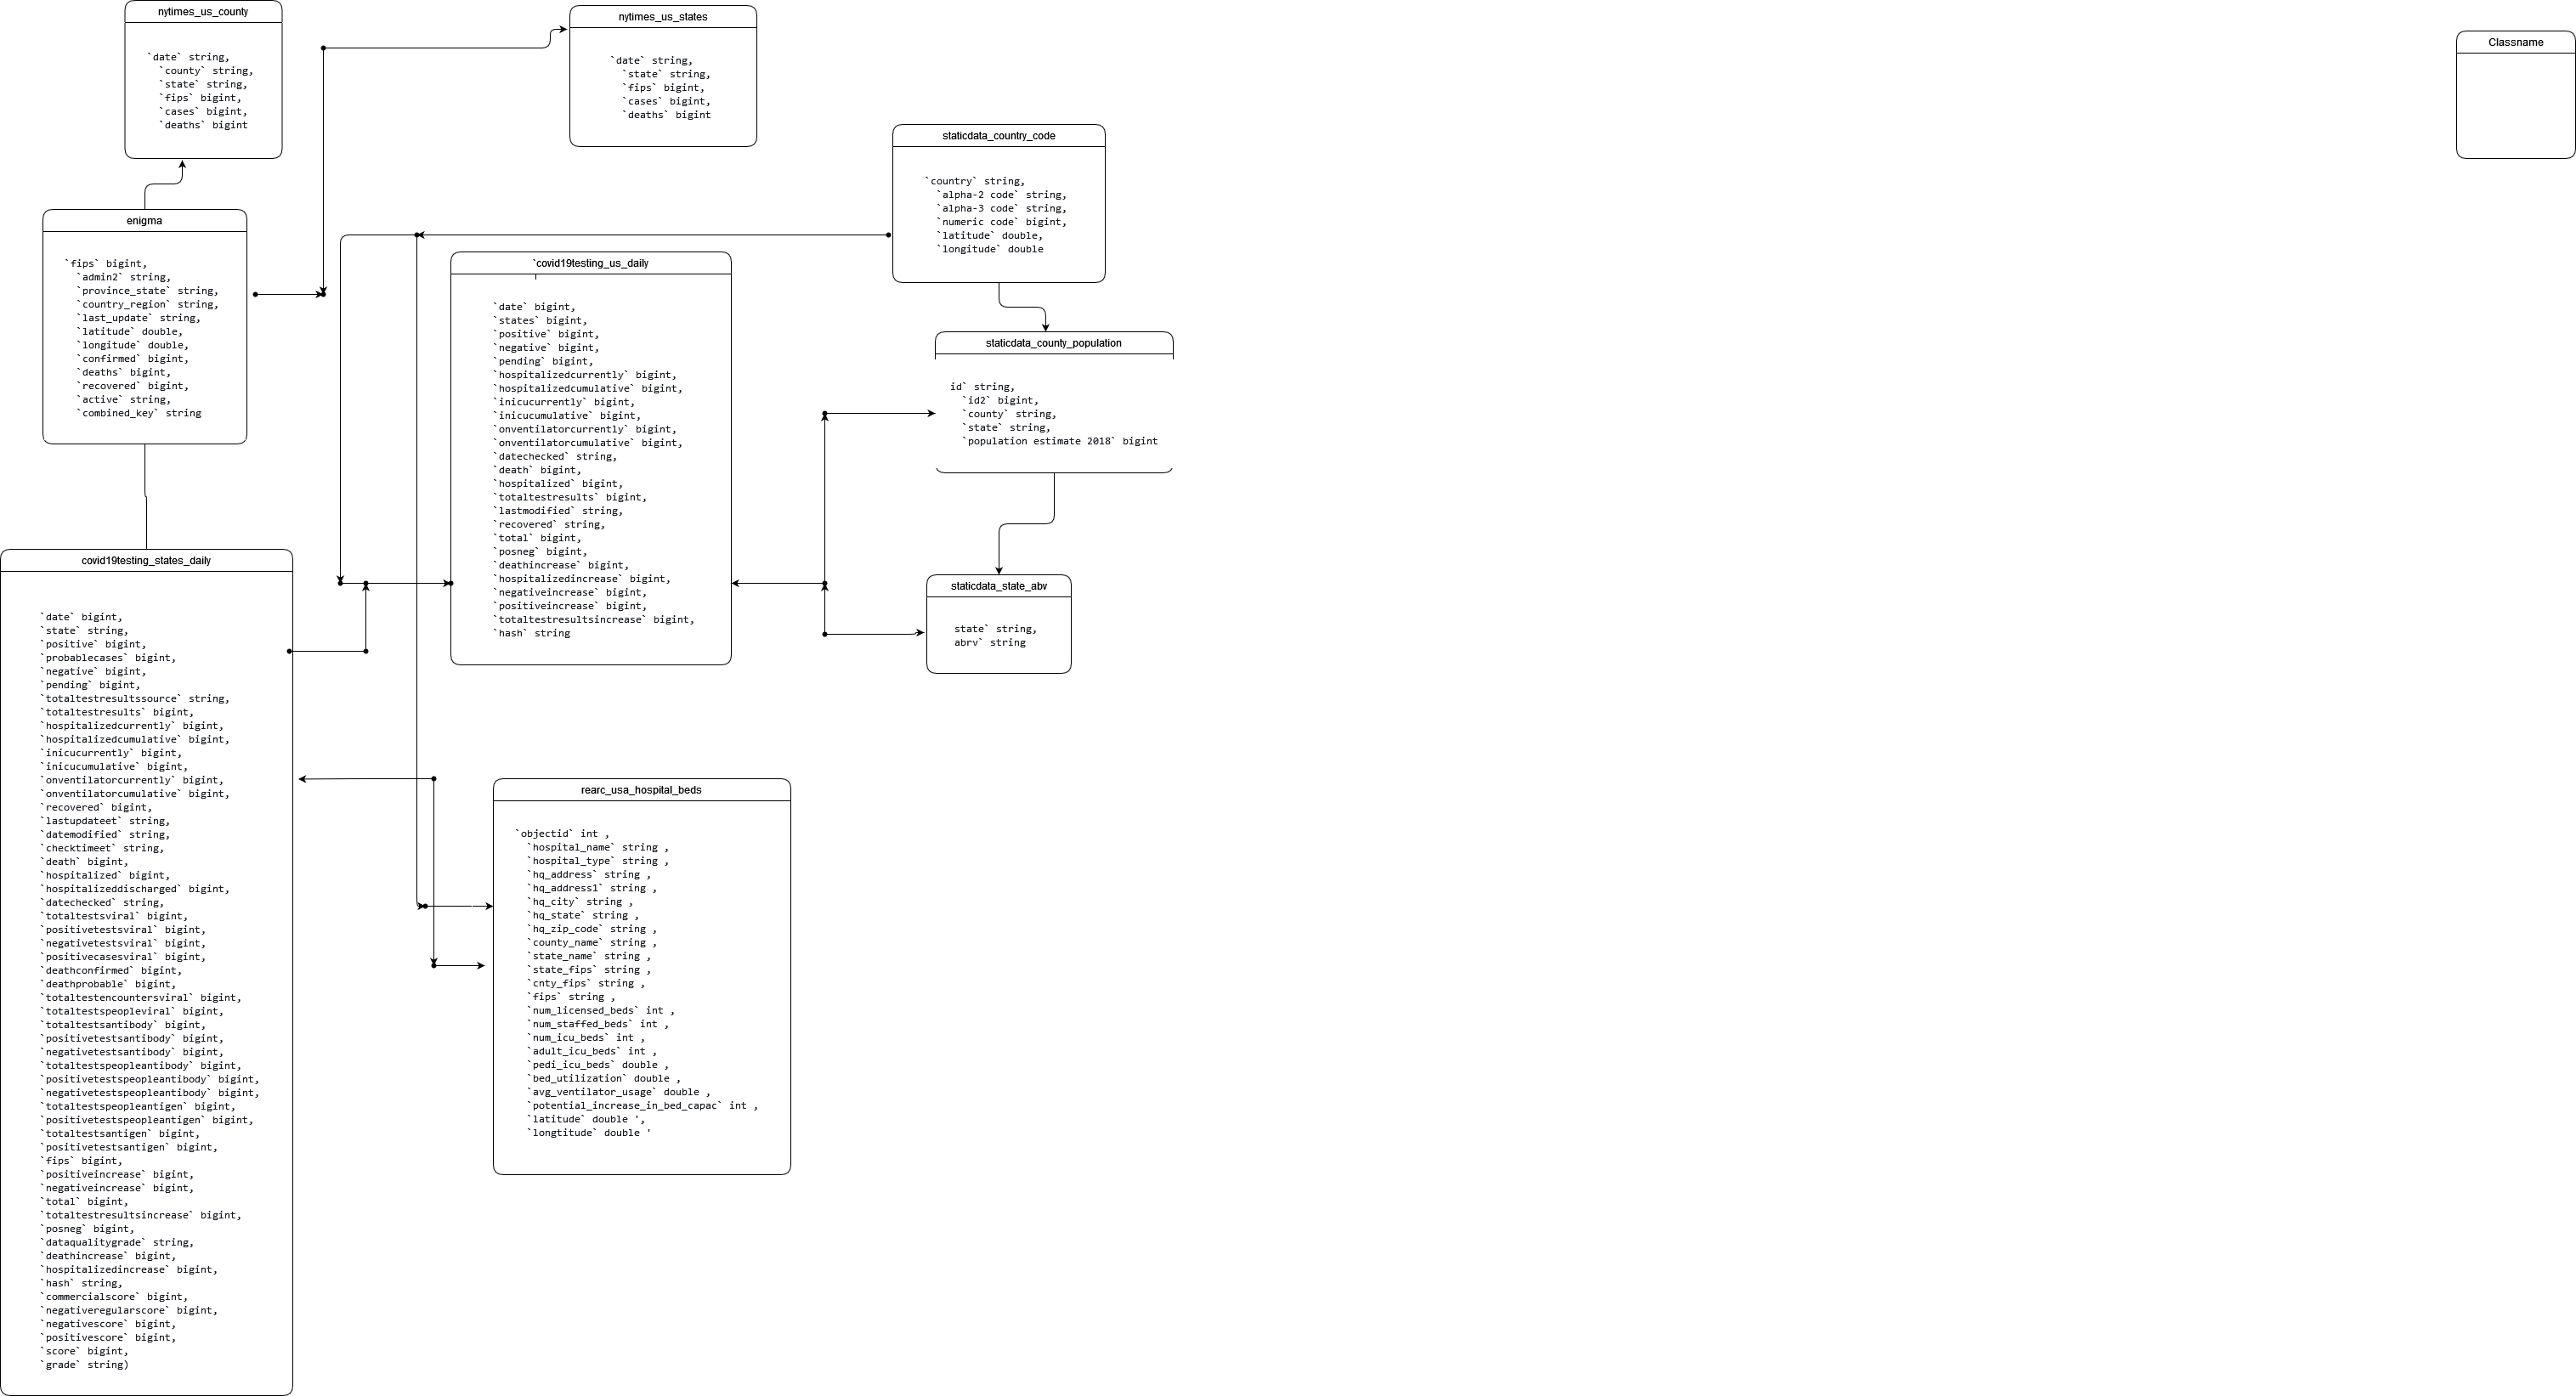 nytimes_us_county
`date` string,
`county` string,
`state` string,
`fips` bigint,
`cases` bigint,
`deaths` bigint
nytimes_us_states
`date` string,
`state` string,
`fips` bigint,
`cases` bigint,
`deaths` bigint
Classname
staticdata_country_code
`country` string,
`alpha-2 code` string,
`alpha-3 code` string,
`numeric code` bigint,
`latitude` double,
`longitude` double
enigma
`fips` bigint,
`admin2` string,
`province_state` string,
`country_region` string,
`last_update` string,
`latitude` double,
`longitude` double,
`confirmed` bigint,
`deaths` bigint,
`recovered` bigint,
`active` string,
`combined_key` string
`covid19testing_us_daily
`date` bigint,
`states` bigint,
`positive` bigint,
`negative` bigint,
`pending` bigint,
`hospitalizedcurrently` bigint,
`hospitalizedcumulative` bigint,
`inicucurrently` bigint,
`inicucumulative` bigint,
`onventilatorcurrently` bigint,
`onventilatorcumulative` bigint,
`datechecked` string,
`death` bigint,
`hospitalized` bigint,
`totaltestresults` bigint,
`lastmodified` string,
`recovered` string,
`total` bigint,
`posneg` bigint,
`deathincrease` bigint,
`hospitalizedincrease` bigint,
`negativeincrease` bigint,
`positiveincrease` bigint,
`totaltestresultsincrease` bigint,
`hash` string
staticdata_county_population
id` string,
`id2` bigint,
`county` string,
`state` string,
`population estimate 2018` bigint
staticdata_state_abv
state` string,
abrv` string
covid19testing_states_daily
`date` bigint,
`state` string,
`positive` bigint,
`probablecases` bigint,
`negative` bigint,
`pending` bigint,
`totaltestresultssource` string,
`totaltestresults` bigint,
`hospitalizedcurrently` bigint,
`hospitalizedcumulative` bigint,
`inicucurrently` bigint,
`inicucumulative` bigint,
`onventilatorcurrently` bigint,
`onventilatorcumulative` bigint,
`recovered` bigint,
`lastupdateet` string,
`datemodified` string,
`checktimeet` string,
`death` bigint,
`hospitalized` bigint,
`hospitalizeddischarged` bigint,
`datechecked` string,
`totaltestsviral` bigint,
`positivetestsviral` bigint,
`negativetestsviral` bigint,
`positivecasesviral` bigint,
`deathconfirmed` bigint,
`deathprobable` bigint,
`totaltestencountersviral` bigint,
`totaltestspeopleviral` bigint,
`totaltestsantibody` bigint,
`positivetestsantibody` bigint,
`negativetestsantibody` bigint,
`totaltestspeopleantibody` bigint,
`positivetestspeopleantibody` bigint,
`negativetestspeopleantibody` bigint,
`totaltestspeopleantigen` bigint,
`positivetestspeopleantigen` bigint,
`totaltestsantigen` bigint,
`positivetestsantigen` bigint,
`fips` bigint,
`positiveincrease` bigint,
`negativeincrease` bigint,
`total` bigint,
`totaltestresultsincrease` bigint,
`posneg` bigint,
`dataqualitygrade` string,
`deathincrease` bigint,
`hospitalizedincrease` bigint,
`hash` string,
`commercialscore` bigint,
`negativeregularscore` bigint,
`negativescore` bigint,
`positivescore` bigint,
`score` bigint,
`grade` string)
rearc_usa_hospital_beds
`objectid` int ,
`hospital_name` string ,
`hospital_type` string ,
`hq_address` string ,
`hq_address1` string ,
`hq_city` string ,
`hq_state` string ,
`hq_zip_code` string ,
`county_name` string ,
`state_name` string ,
`state_fips` string ,
`cnty_fips` string ,
`fips` string ,
`num_licensed_beds` int ,
`num_staffed_beds` int ,
`num_icu_beds` int ,
`adult_icu_beds` int ,
`pedi_icu_beds` double ,
`bed_utilization` double ,
`avg_ventilator_usage` double ,
`potential_increase_in_bed_capac` int ,
`latitude` double ',
`longtitude` double '